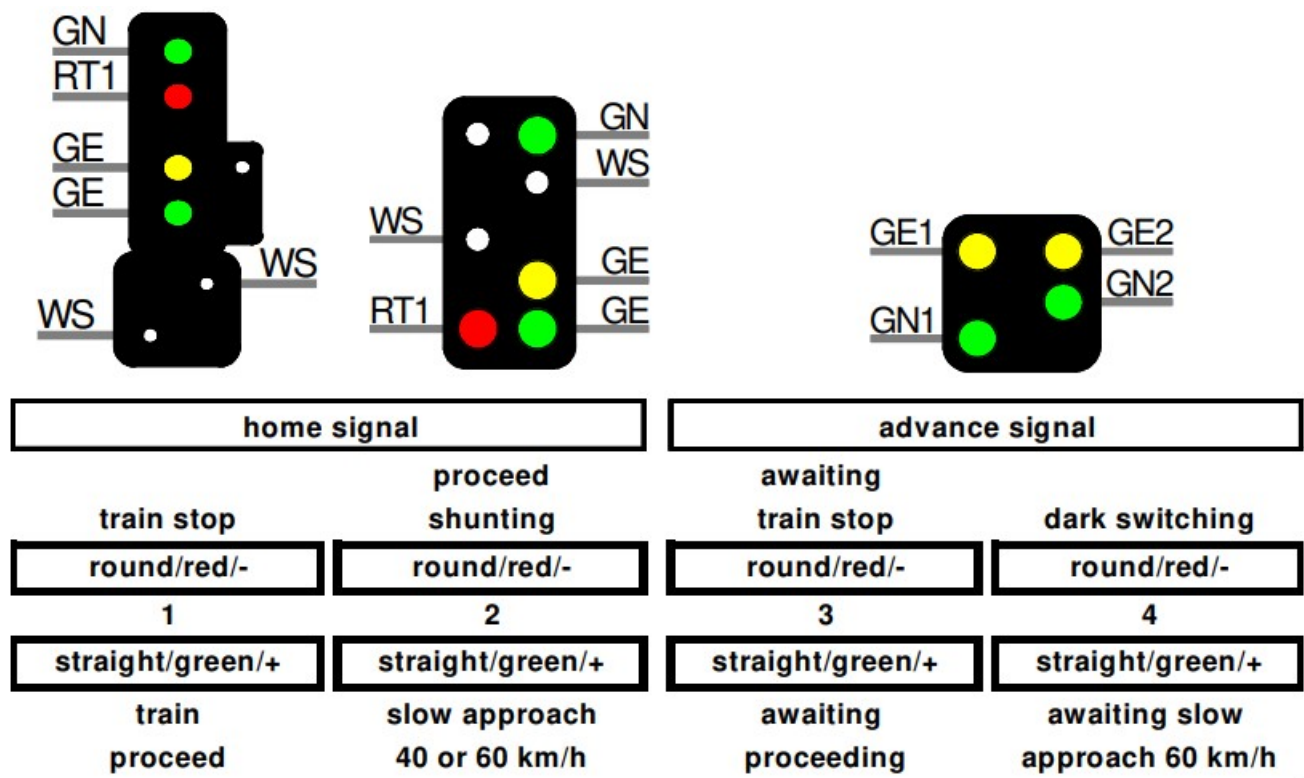 GN
RT1
GE
GE
WS
WS
GN
WS
WS
GE
RT1
GE
GE1
GE2
GN2
GN1
home signal
advance signal
proceed
awaiting
train stop
shunting
train stop
dark switching
round/red/-
round/red/-
round/red/-
round/red/-
1
2
3
4
straight/green/+
straight/green/+
straight/green/+
straight/green/+
train
slow approach
awaiting
awaiting slow
proceed
40 or 60 km/h
proceeding
approach 60 km/h